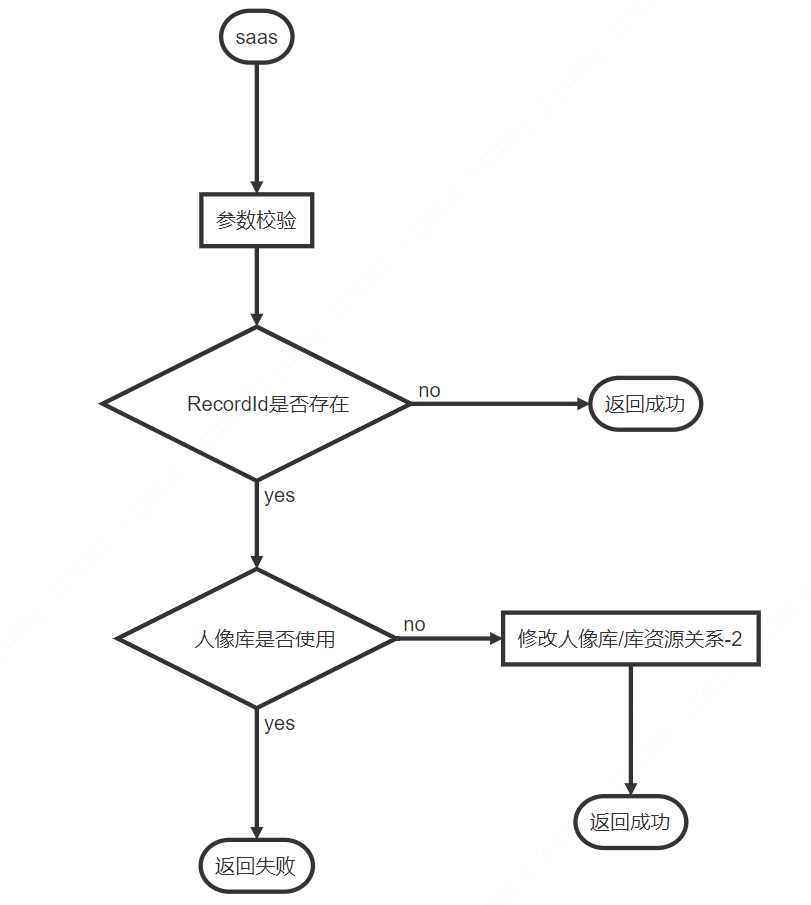 saas
参数校验
RecordId是否存在
no
返回成功
yes
人像库是否使用
no
修改人像库/库资源关系-2
yes
返回成功
返回失败